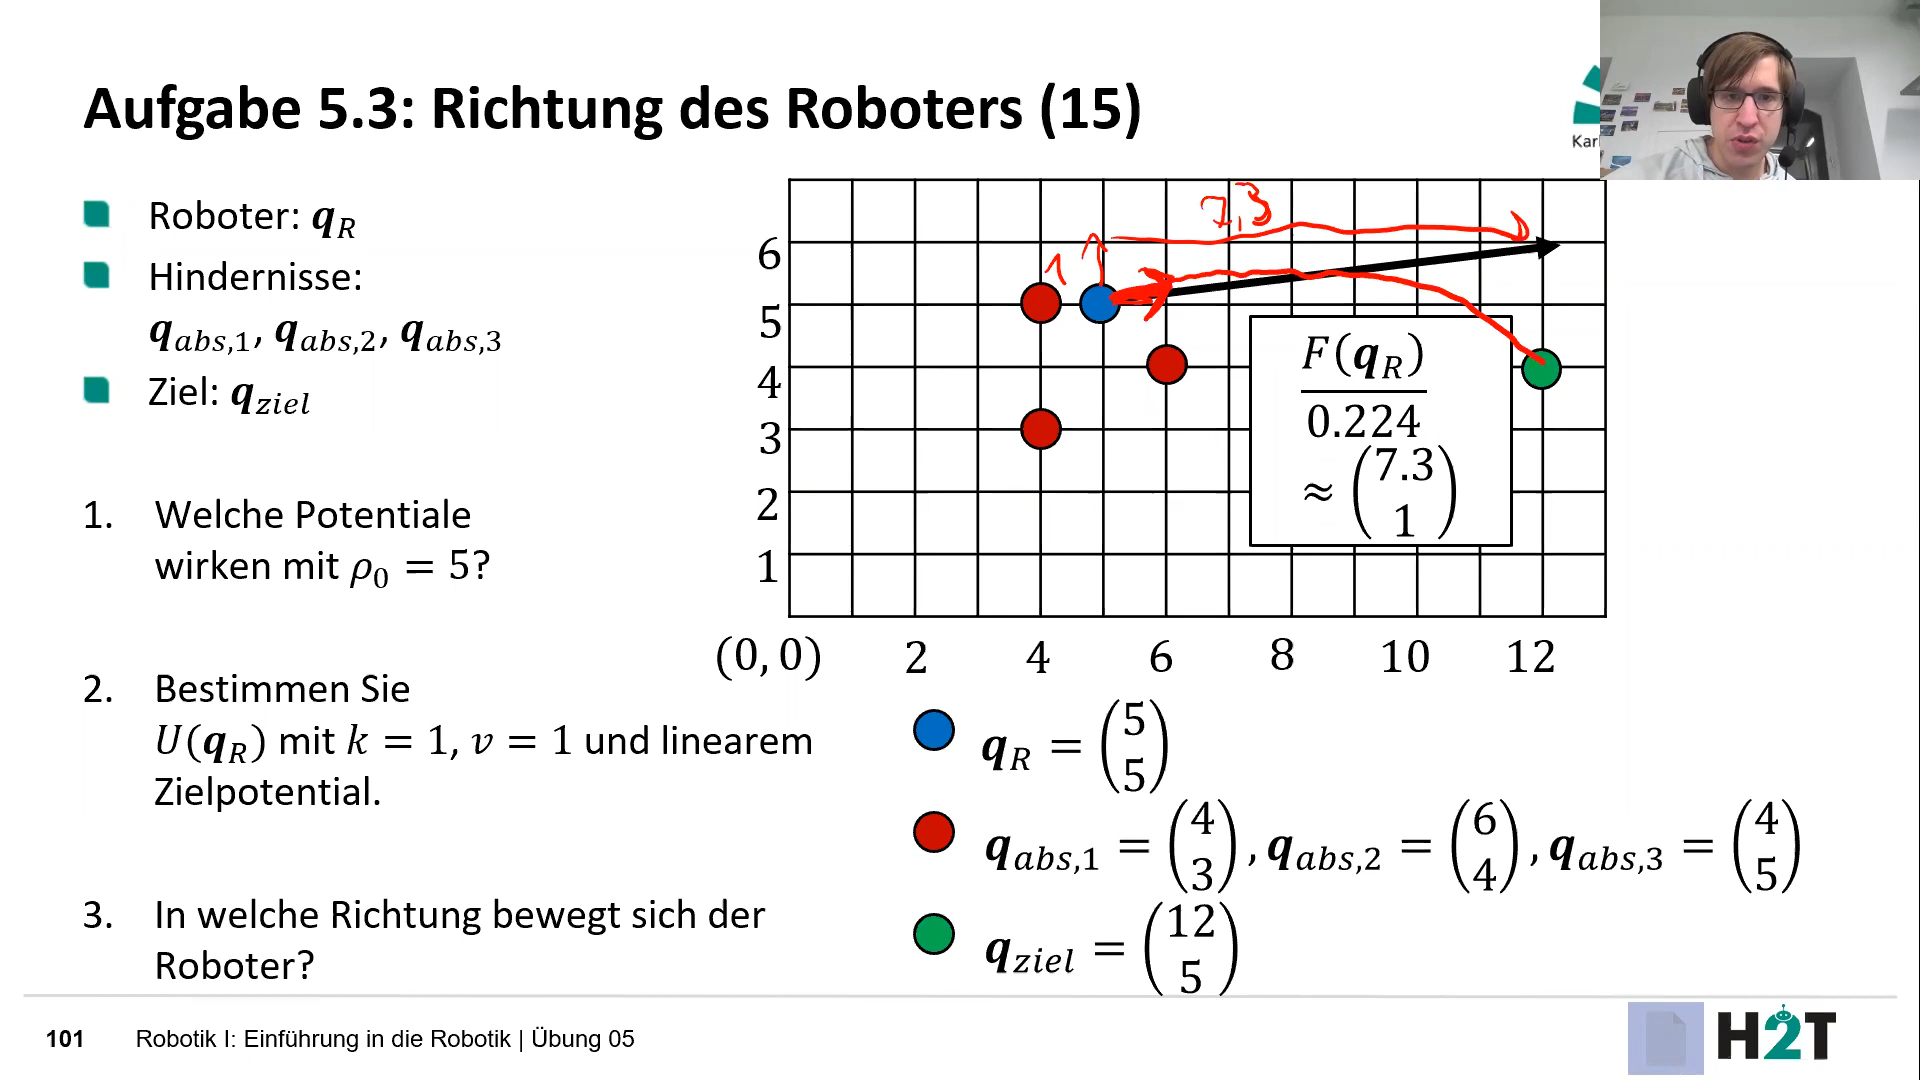 Aufgabe 5.3: Richtung des Roboters (15)
Kar
Roboter: q_R
Hindernisse:
q_abs,1, q_abs,2, q_abs,3
Ziel: q_ziel
1. Welche Potentiale
wirken mit ρ_0 = 5?
2. Bestimmen Sie
U(q_R) mit k = 1, v = 1 und linearem
Zielpotential.
3. In welche Richtung bewegt sich der
Roboter?
7,3
1
6
5
4
3
2
1
(0, 0) 2 4 6 8 10 12
F(q_R)
0.224
≈ (7.3
1)
q_R = (5
5)
q_abs,1 = (4
3), q_abs,2 = (6
4), q_abs,3 = (4
5)
q_ziel = (12
5)
101 Robotik I: Einführung in die Robotik | Übung 05
H2T